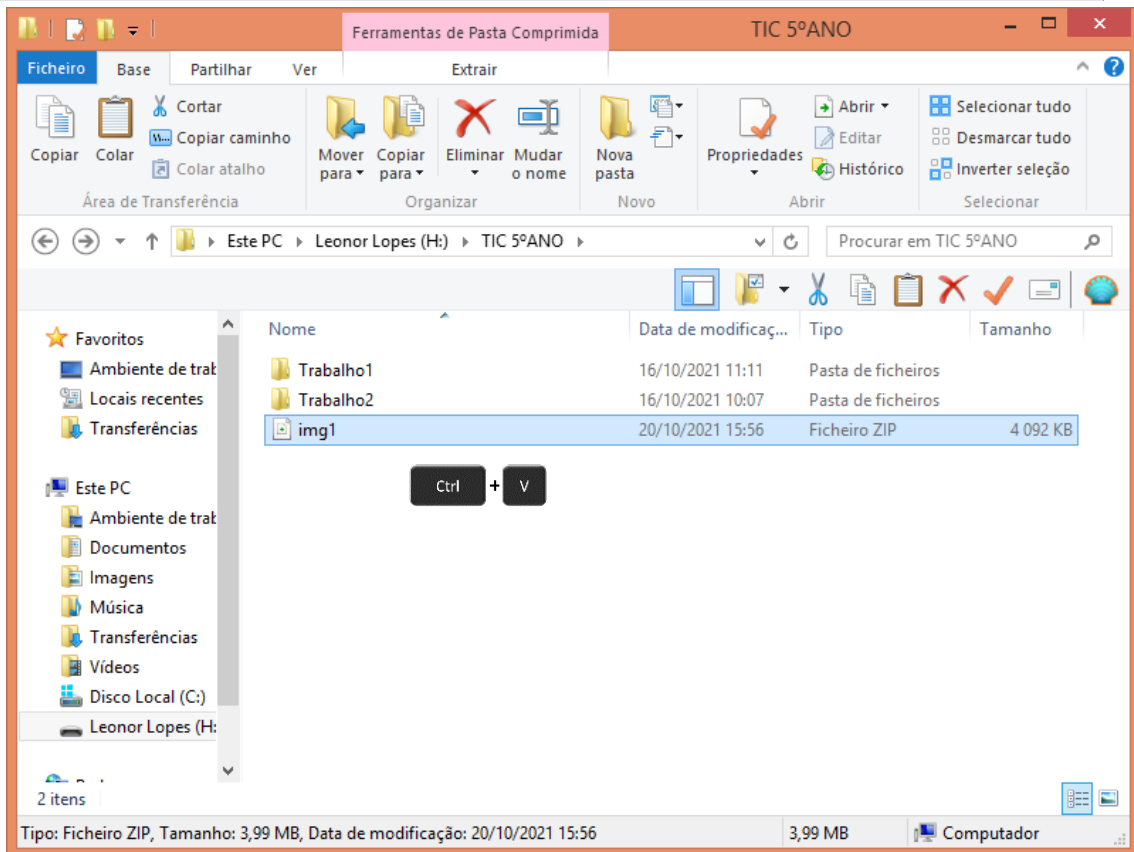 Ferramentas de Pasta Comprimida
TIC 5ºANO
Ficheiro Base Partilhar Ver Extrair
Copiar
Colar
Cortar
Copiar caminho
Colar atalho
Área de Transferência
Mover para
Copiar para
Eliminar
Mudar o nome
Organizar
Nova pasta
Novo
Propriedades
Abrir
Editar
Histórico
Abrir
Selecionar tudo
Desmarcar tudo
Inverter seleção
Selecionar
Este PC Leonor Lopes (H:) TIC 5ºANO
Procurar em TIC 5ºANO
Nome Data de modificaç... Tipo Tamanho
Trabalho1 16/10/2021 11:11 Pasta de ficheiros
Trabalho2 16/10/2021 10:07 Pasta de ficheiros
img1 20/10/2021 15:56 Ficheiro ZIP 4 092 KB
Ctrl + V
Favoritos
Ambiente de trab
Locais recentes
Transferências
Este PC
Ambiente de trab
Documentos
Imagens
Música
Transferências
Vídeos
Disco Local (C:)
Leonor Lopes (H:
2 itens
Tipo: Ficheiro ZIP, Tamanho: 3,99 MB, Data de modificação: 20/10/2021 15:56 3,99 MB Computador